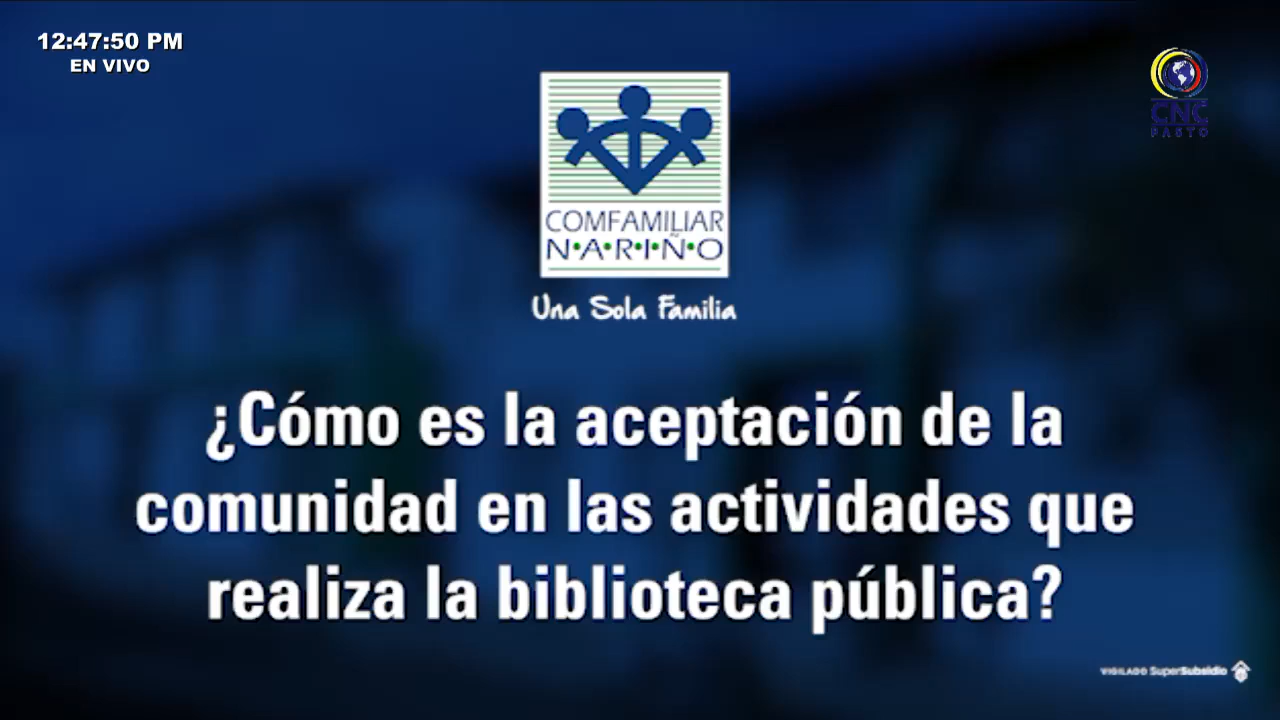 12:47:50 PM
EN VIVO
CNC
PASTO
COMFAMILIAR
N•A•R•I•Ñ•O
Una Sola Familia
¿Cómo es la aceptación de la
comunidad en las actividades que
realiza la biblioteca pública?
VIGILADO SuperSubsidio